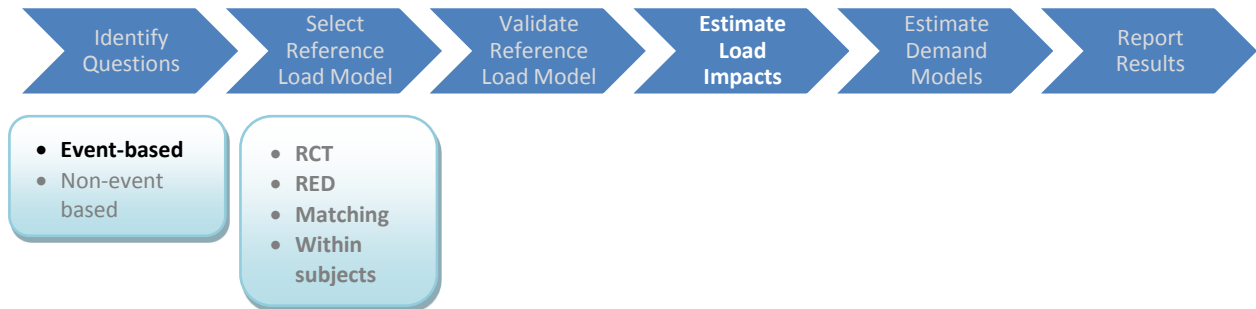 Identify
Questions
Select
Reference
Load Model
Validate
Reference
Load Model
Estimate
Load
Impacts
Estimate
Demand
Models
Report
Results
• Event-based
• Non-event
based
• RCT
• RED
• Matching
• Within
subjects